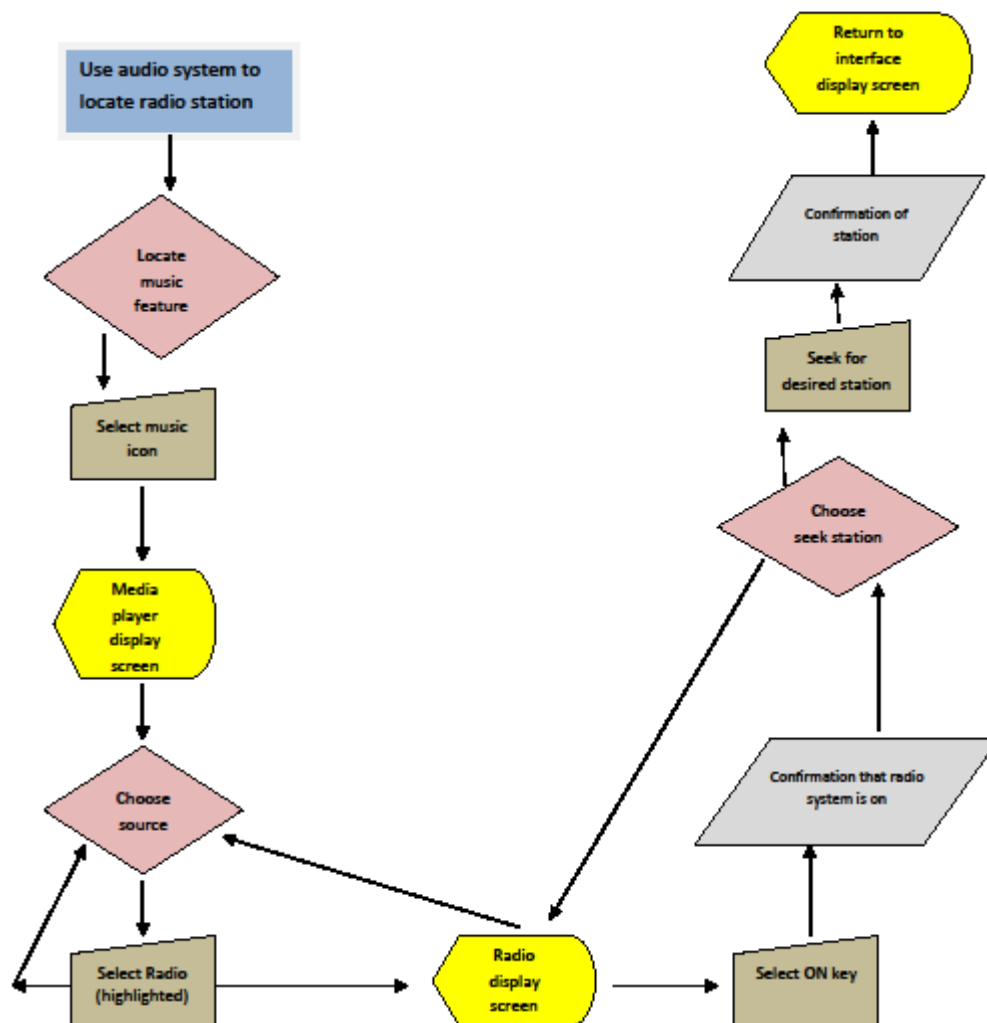 Use audio system to
locate radio station
Locate
music
feature
Select music
icon
Media
player
display
screen
Choose
source
Select Radio
(highlighted)
Radio
display
screen
Select ON key
Confirmation that radio
system is on
Choose
seek station
Seek for
desired station
Confirmation of
station
Return to
interface
display screen